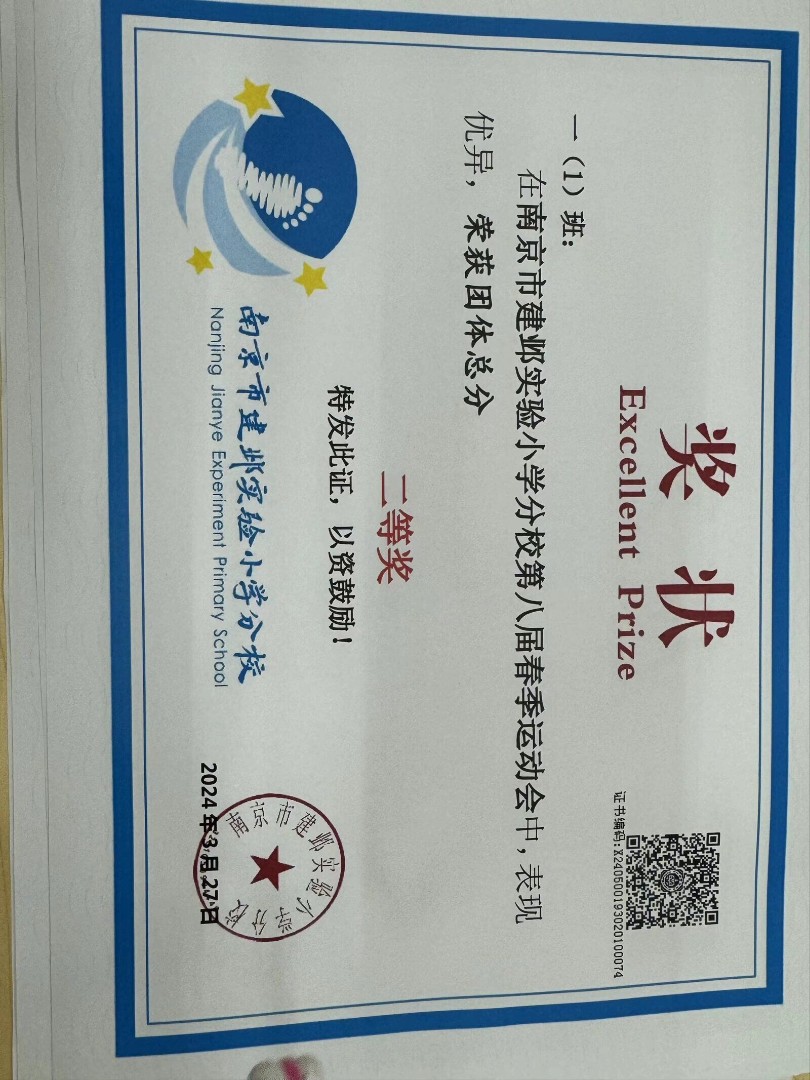 奖状
Excellent Prize
证书编码：X2405001930201000074
一（1）班：
在南京市建邺实验小学分校第八届春季运动会中，表现
优异，荣获团体总分
二等奖
特发此证，以资鼓励！
南京市建邺实验小学分校
Nanjing Jianye Experiment Primary School
南京市建邺实验小学分校
2024年3月27日